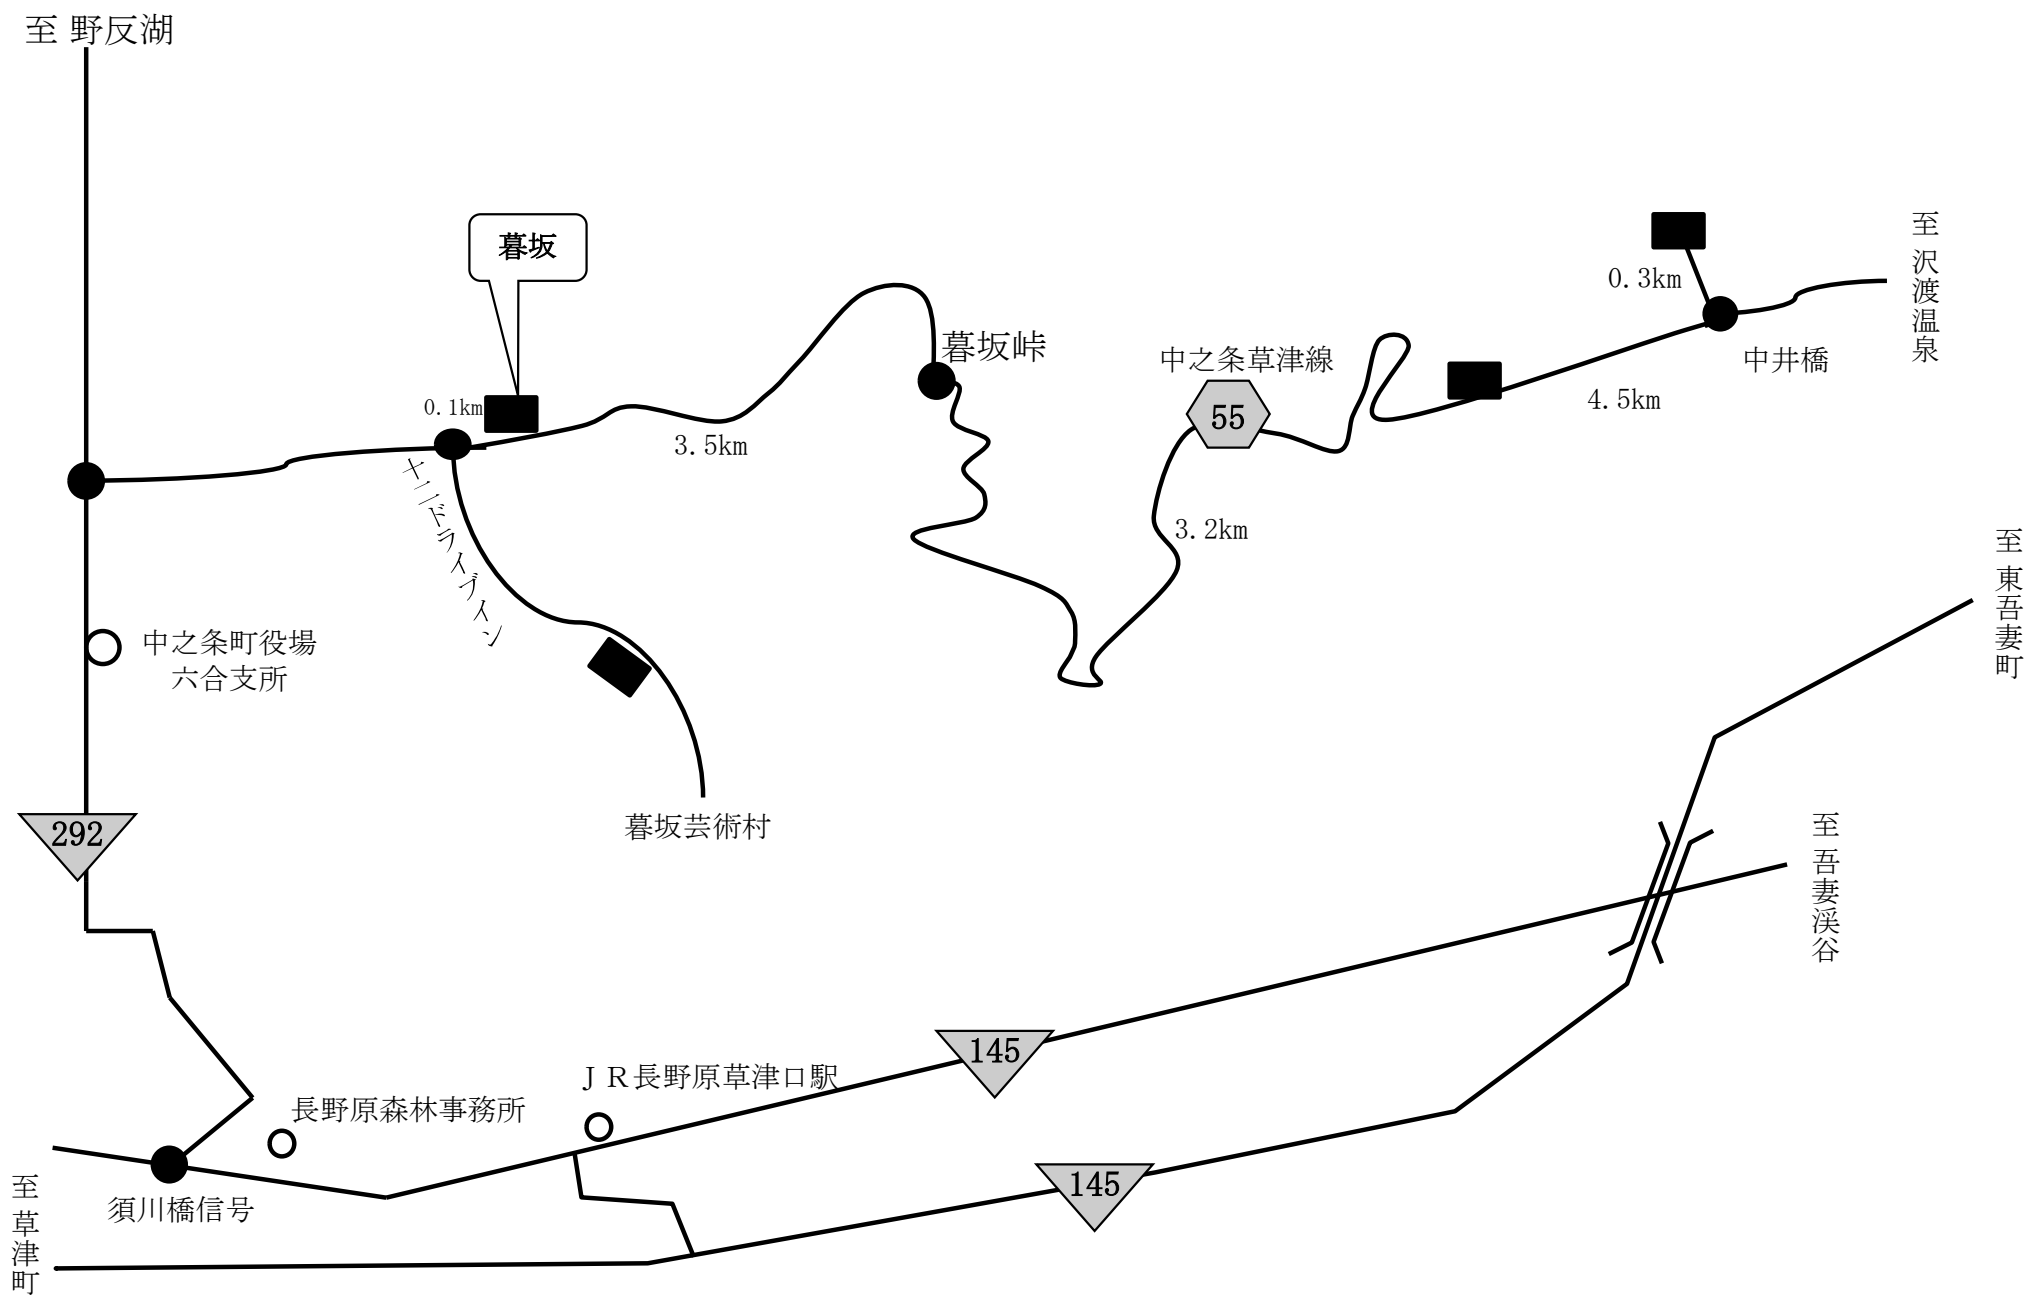 至 野反湖
暮坂
0.1km
3.5km
暮坂峠
中之条草津線
55
3.2km
4.5km
0.3km
中井橋
至 沢渡温泉
十二ドライブイン
暮坂芸術村
中之条町役場
六合支所
292
至 東吾妻町
至 吾妻渓谷
145
ＪＲ長野原草津口駅
長野原森林事務所
須川橋信号
145
至 草津町